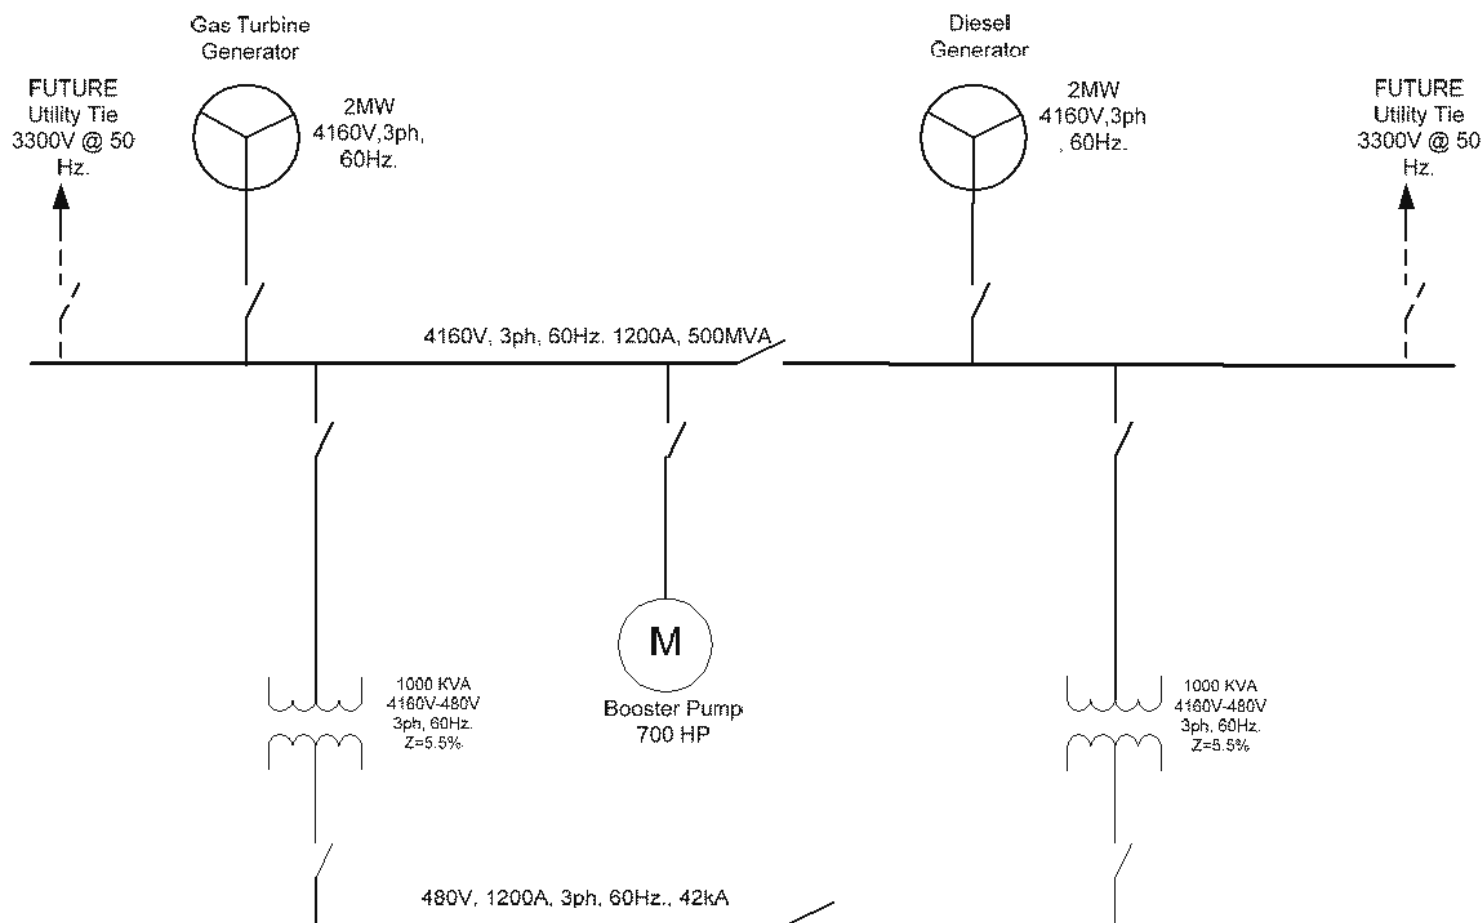 Gas Turbine
Generator
Diesel
Generator
FUTURE
Utility Tie
3300V @ 50
Hz.
2MW
4160V,3ph,
60Hz.
2MW
4160V,3ph
, 60Hz.
FUTURE
Utility Tie
3300V @ 50
Hz.
4160V, 3ph, 60Hz. 1200A, 500MVA
M
Booster Pump
700 HP
1000 KVA
4160V-480V
3ph, 60Hz.
Z=5.5%
1000 KVA
4160V-480V
3ph, 60Hz.
Z=5.5%
480V, 1200A, 3ph, 60Hz., 42kA